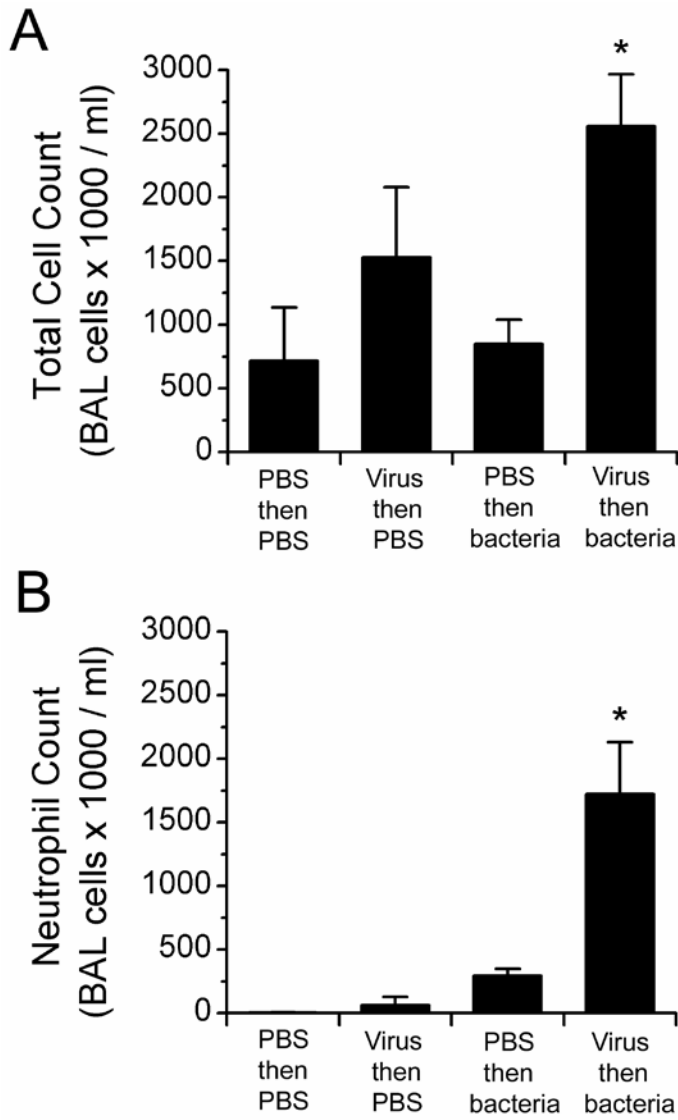 A
Total Cell Count
(BAL cells x 1000 / ml)
3000
2500
2000
1500
1000
500
0
*
PBS then PBS
Virus then PBS
PBS then bacteria
Virus then bacteria
B
Neutrophil Count
(BAL cells x 1000 / ml)
3000
2500
2000
1500
1000
500
0
*
PBS then PBS
Virus then PBS
PBS then bacteria
Virus then bacteria